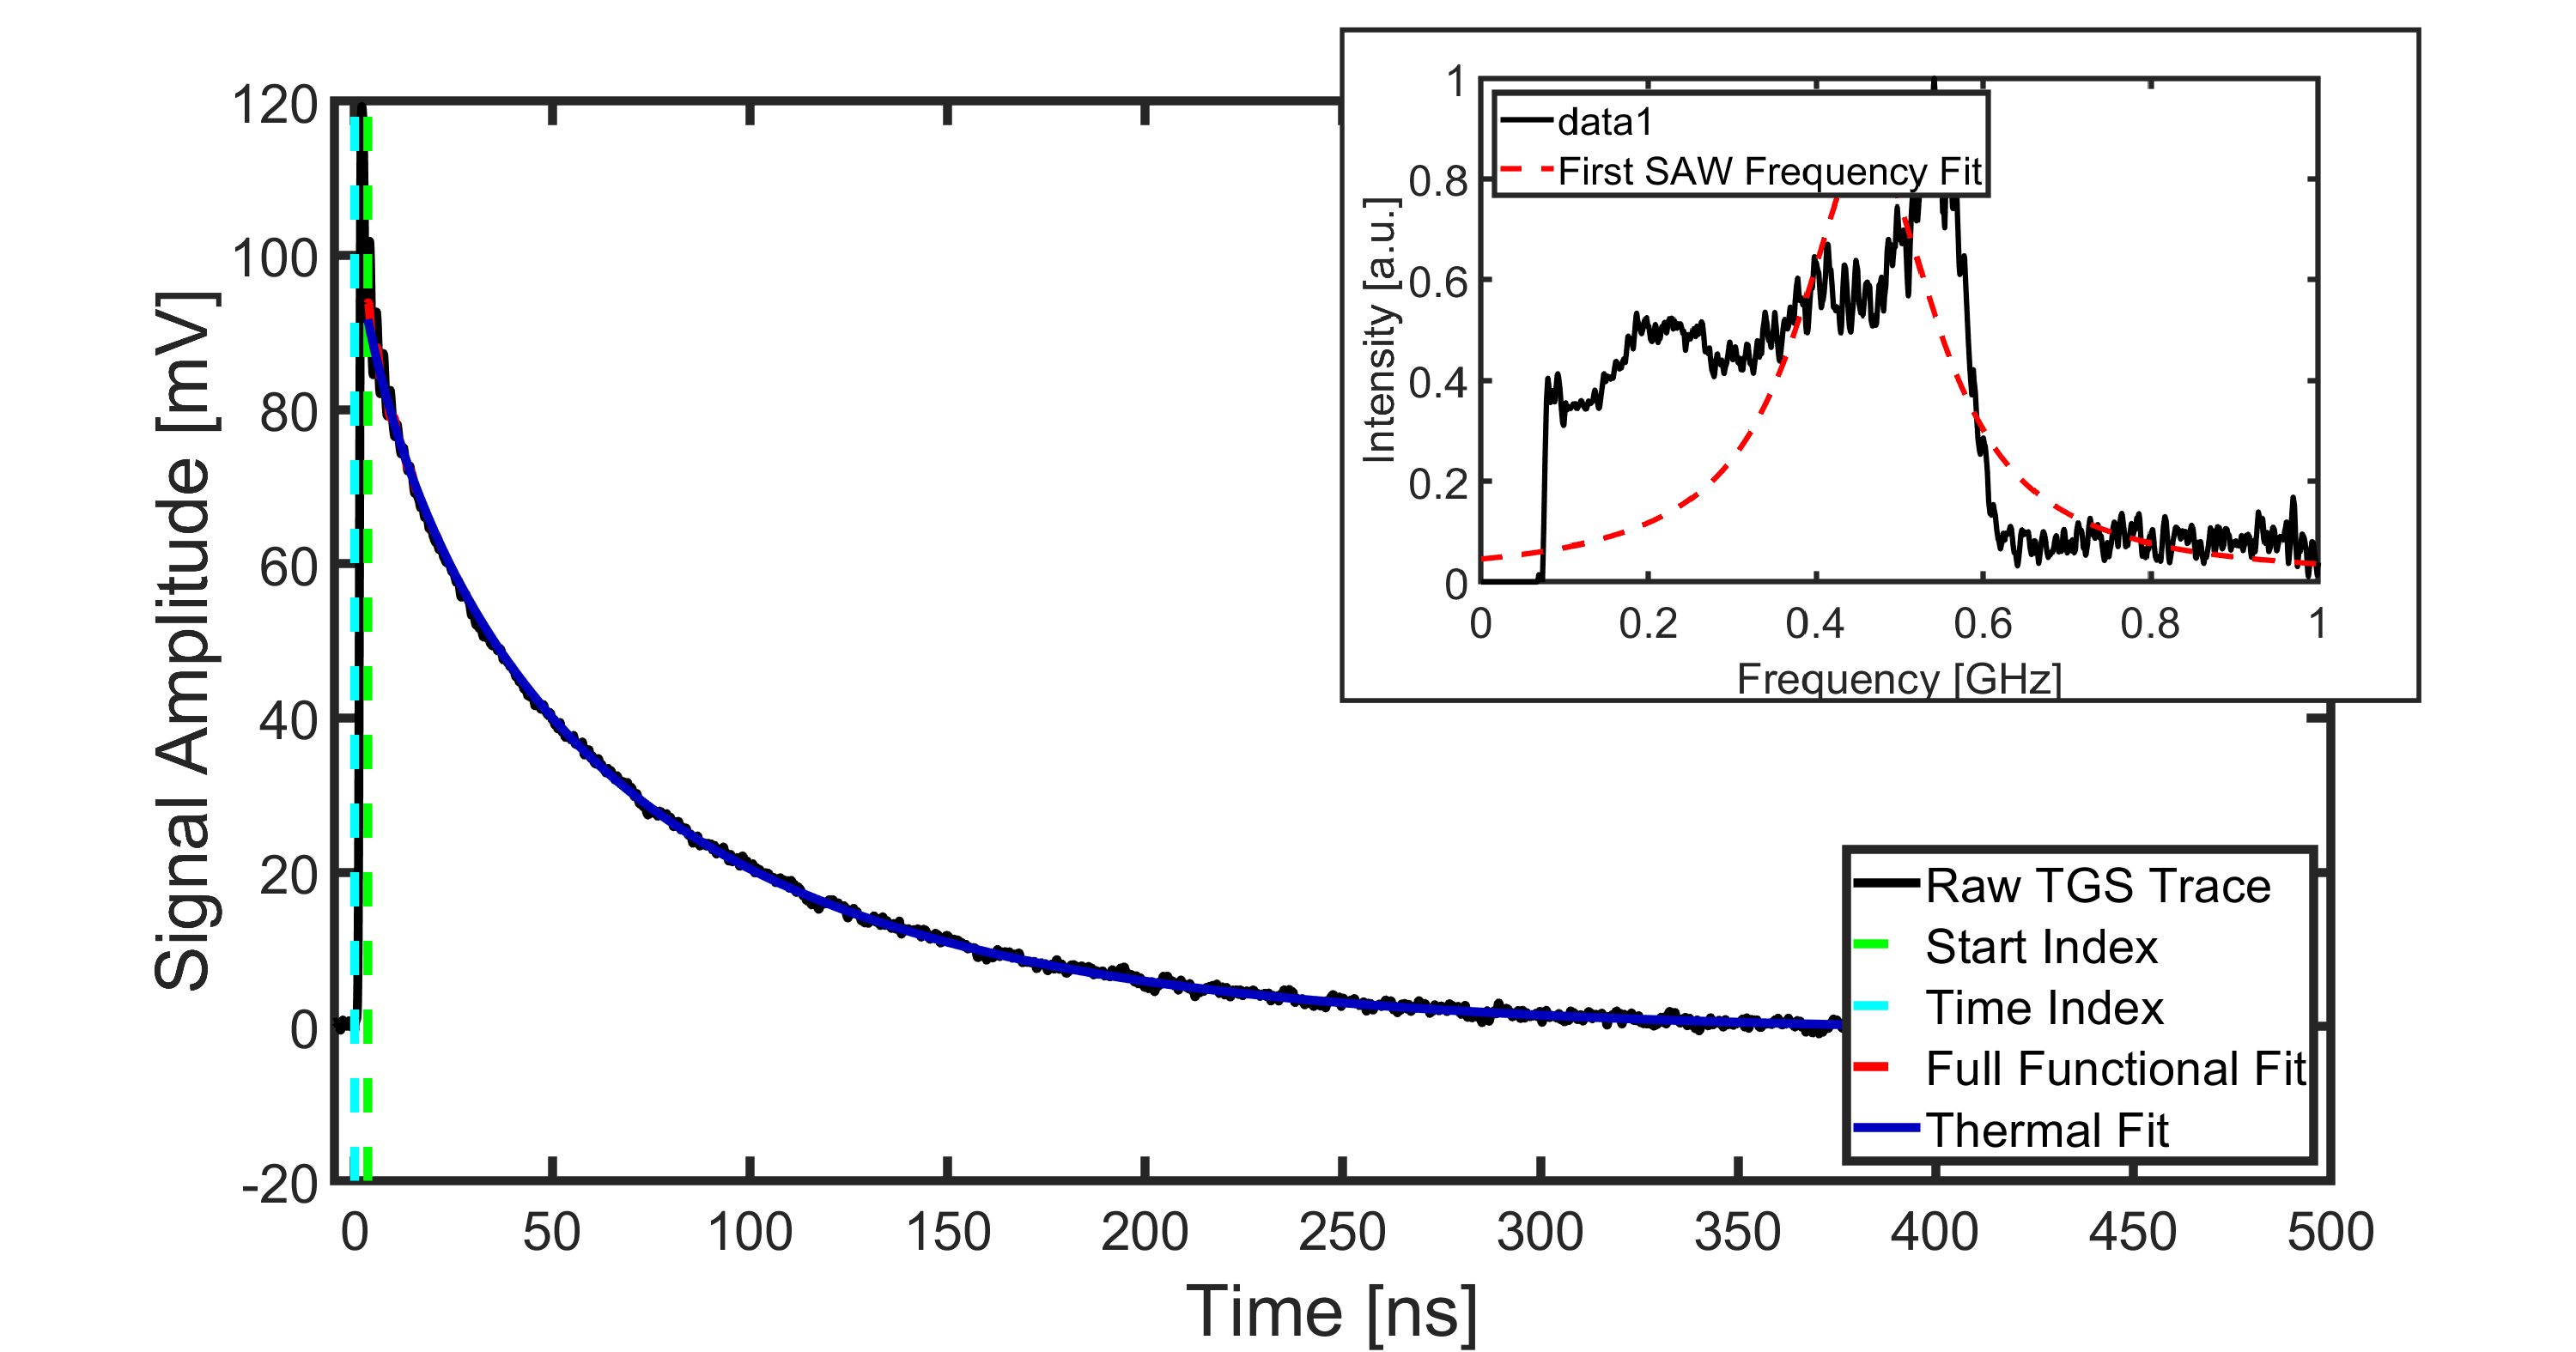 120
100
80
60
40
20
0
-20
Signal Amplitude [mV]
0 50 100 150 200 250 300 350 400 450 500
Time [ns]
1
0.8
0.6
0.4
0.2
0
Intensity [a.u.]
data1
First SAW Frequency Fit
0 0.2 0.4 0.6 0.8 1
Frequency [GHz]
Raw TGS Trace
Start Index
Time Index
Full Functional Fit
Thermal Fit